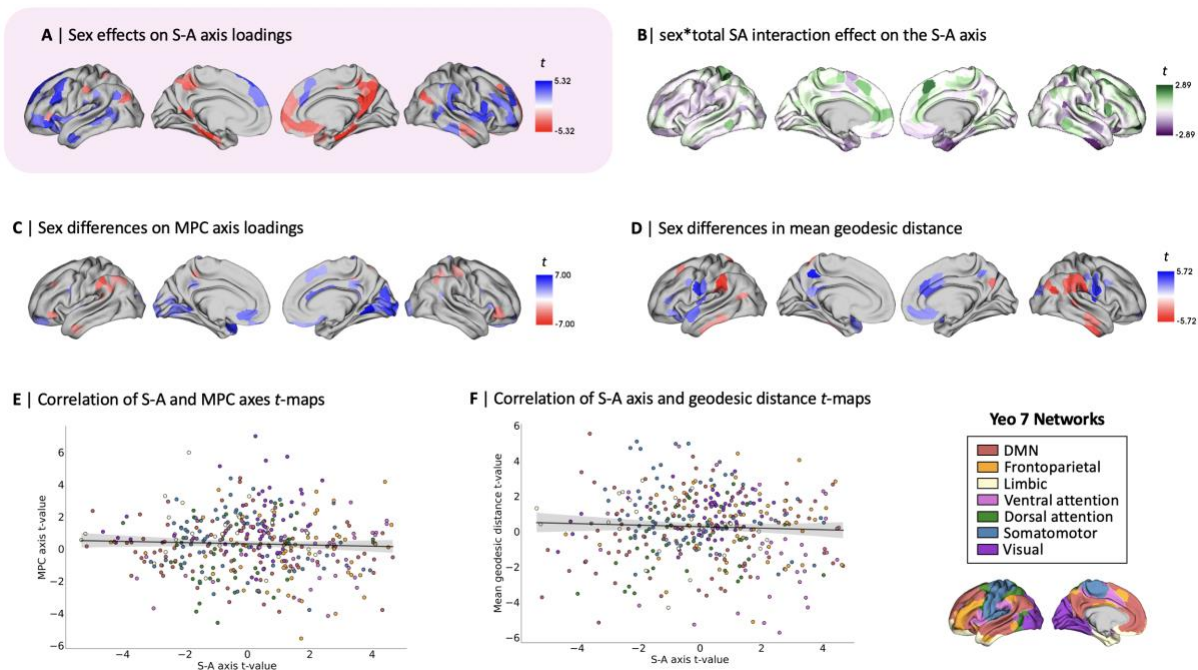 A | Sex effects on S-A axis loadings
t
5.32
-5.32
B | sex*total SA interaction effect on the S-A axis
t
2.89
-2.89
C | Sex differences on MPC axis loadings
t
7.00
-7.00
D | Sex differences in mean geodesic distance
t
5.72
-5.72
E | Correlation of S-A and MPC axes t-maps
MPC axis t-value
6
4
2
0
−2
−4
−6
−4
−2
0
2
4
S-A axis t-value
F | Correlation of S-A axis and geodesic distance t-maps
Mean geodesic distance t-value
6
4
2
0
−2
−4
−6
−4
−2
0
2
4
S-A axis t-value
Yeo 7 Networks
DMN
Frontoparietal
Limbic
Ventral attention
Dorsal attention
Somatomotor
Visual